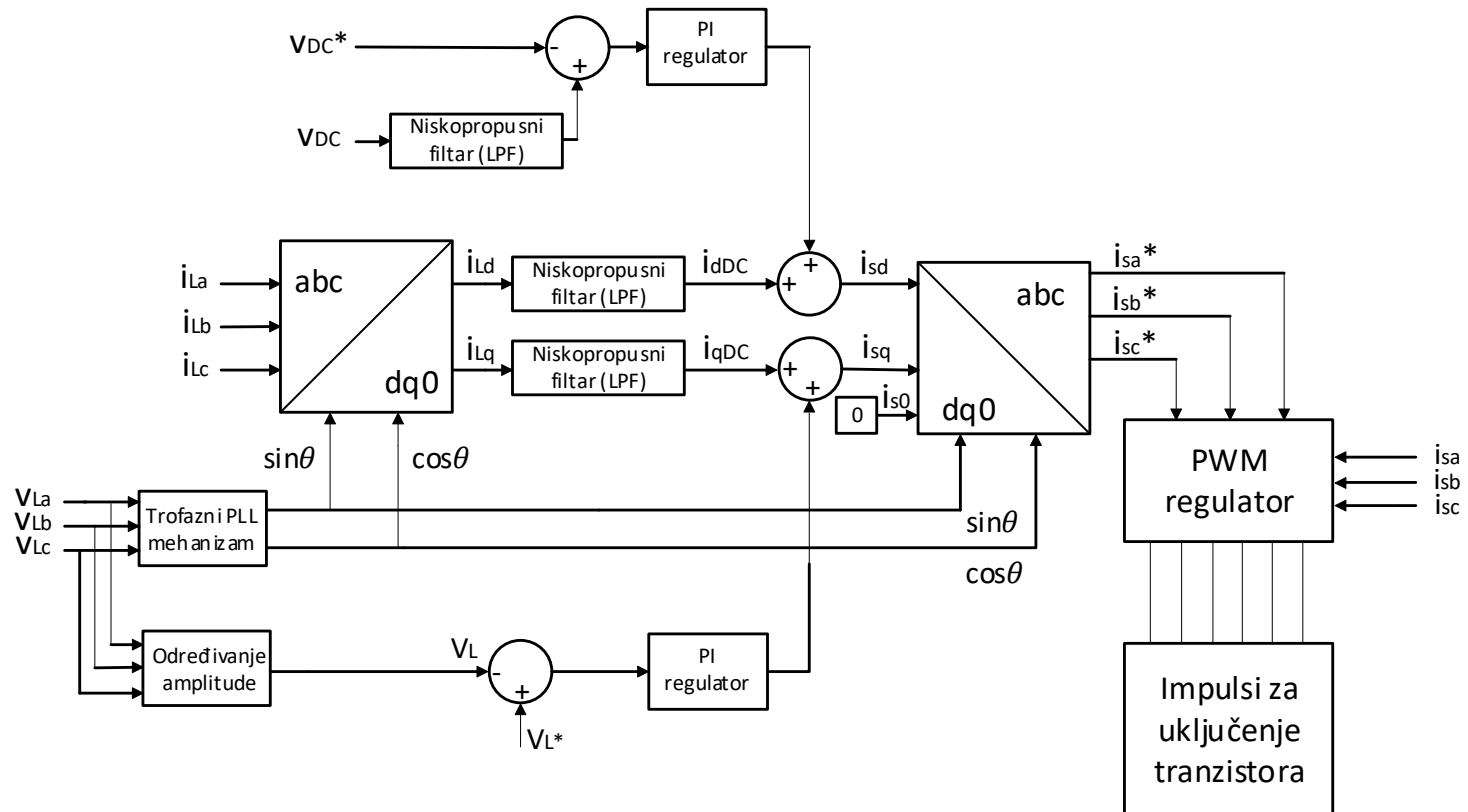 VDC*
-
+
PI
regulator
VDC
Niskopropusni
filtar (LPF)
iLa
iLb
iLc
abc
dq0
iLd
Niskopropusni
filtar (LPF)
idDC
+
+
isd
iLq
Niskopropusni
filtar (LPF)
iqDC
+
+
isq
0
is0
abc
dq0
isa*
isb*
isc*
sinθ
cosθ
PWM
regulator
isa
isb
isc
VLa
VLb
VLc
Trofazni PLL
mehanizam
sinθ
cosθ
Određivanje
amplitude
VL
-
+
VL*
PI
regulator
Impulsi za
uključenje
tranzistora